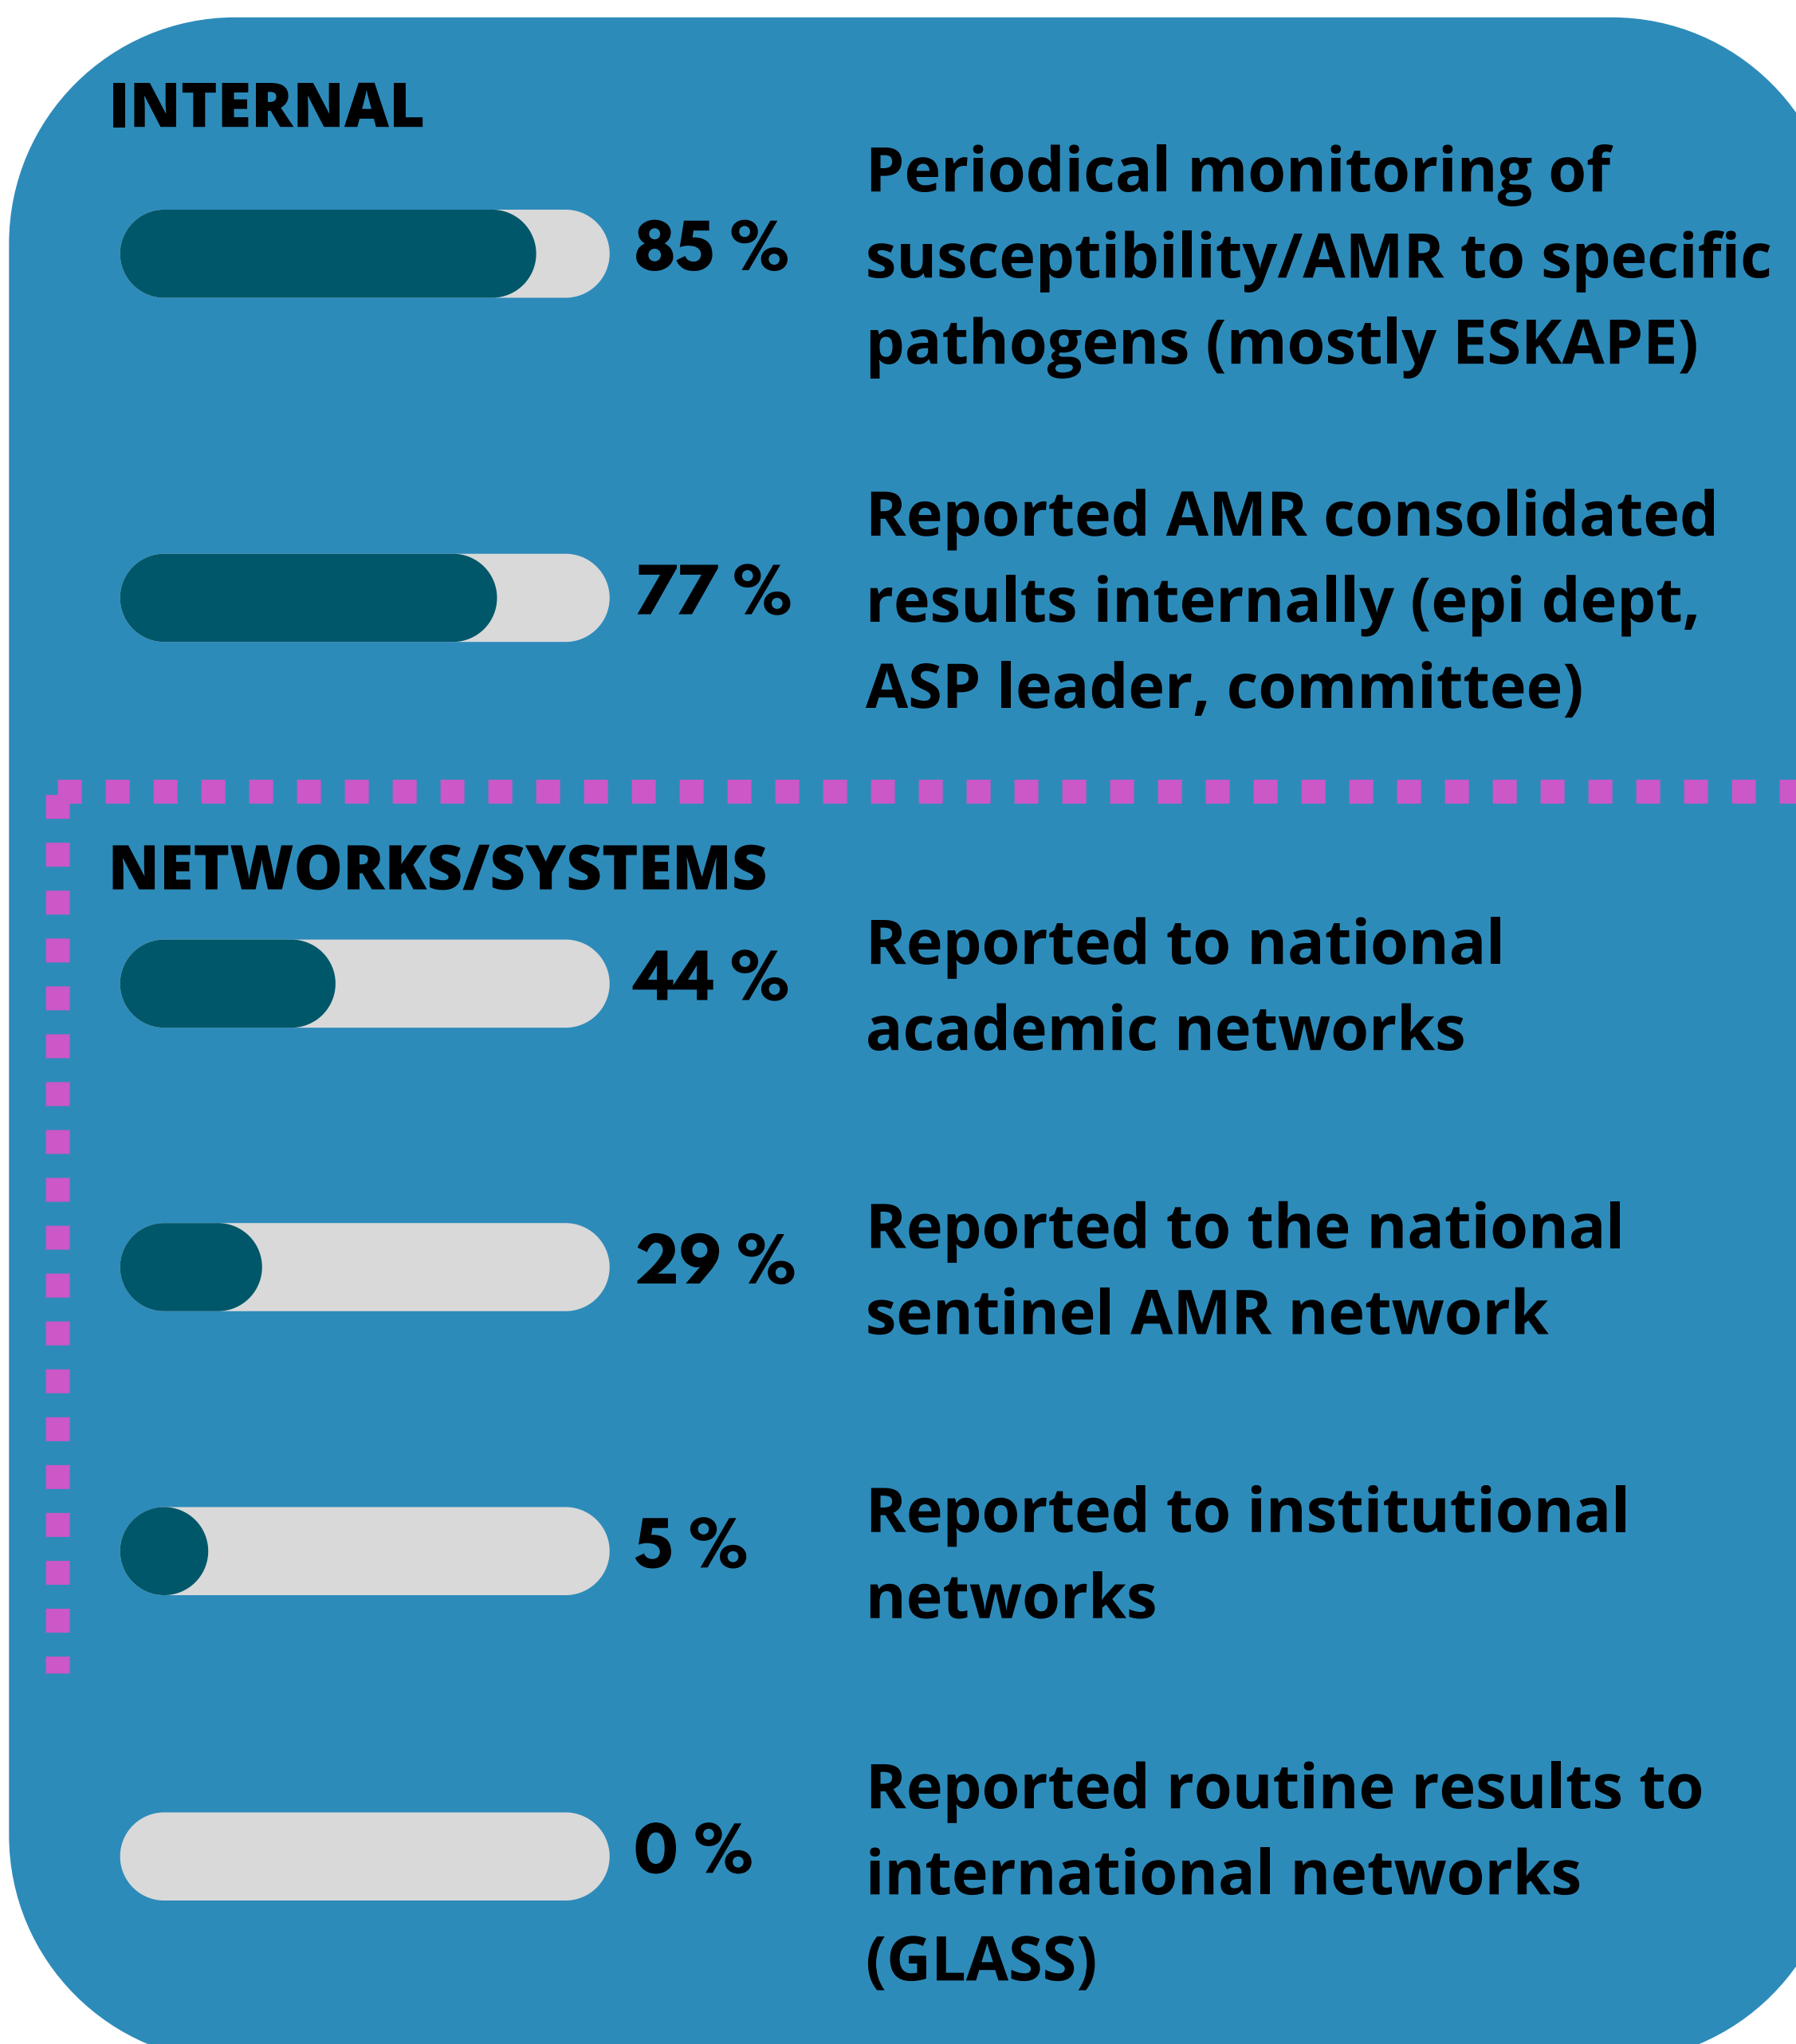 INTERNAL
85 %
Periodical monitoring of
susceptibility/AMR to specific
pathogens (mostly ESKAPE)
77 %
Reported AMR consolidated
results internally (epi dept,
ASP leader, committee)
NETWORKS/SYSTEMS
44 %
Reported to national
academic networks
29 %
Reported to the national
sentinel AMR network
5 %
Reported to institutional
networks
0 %
Reported routine results to
international networks
(GLASS)